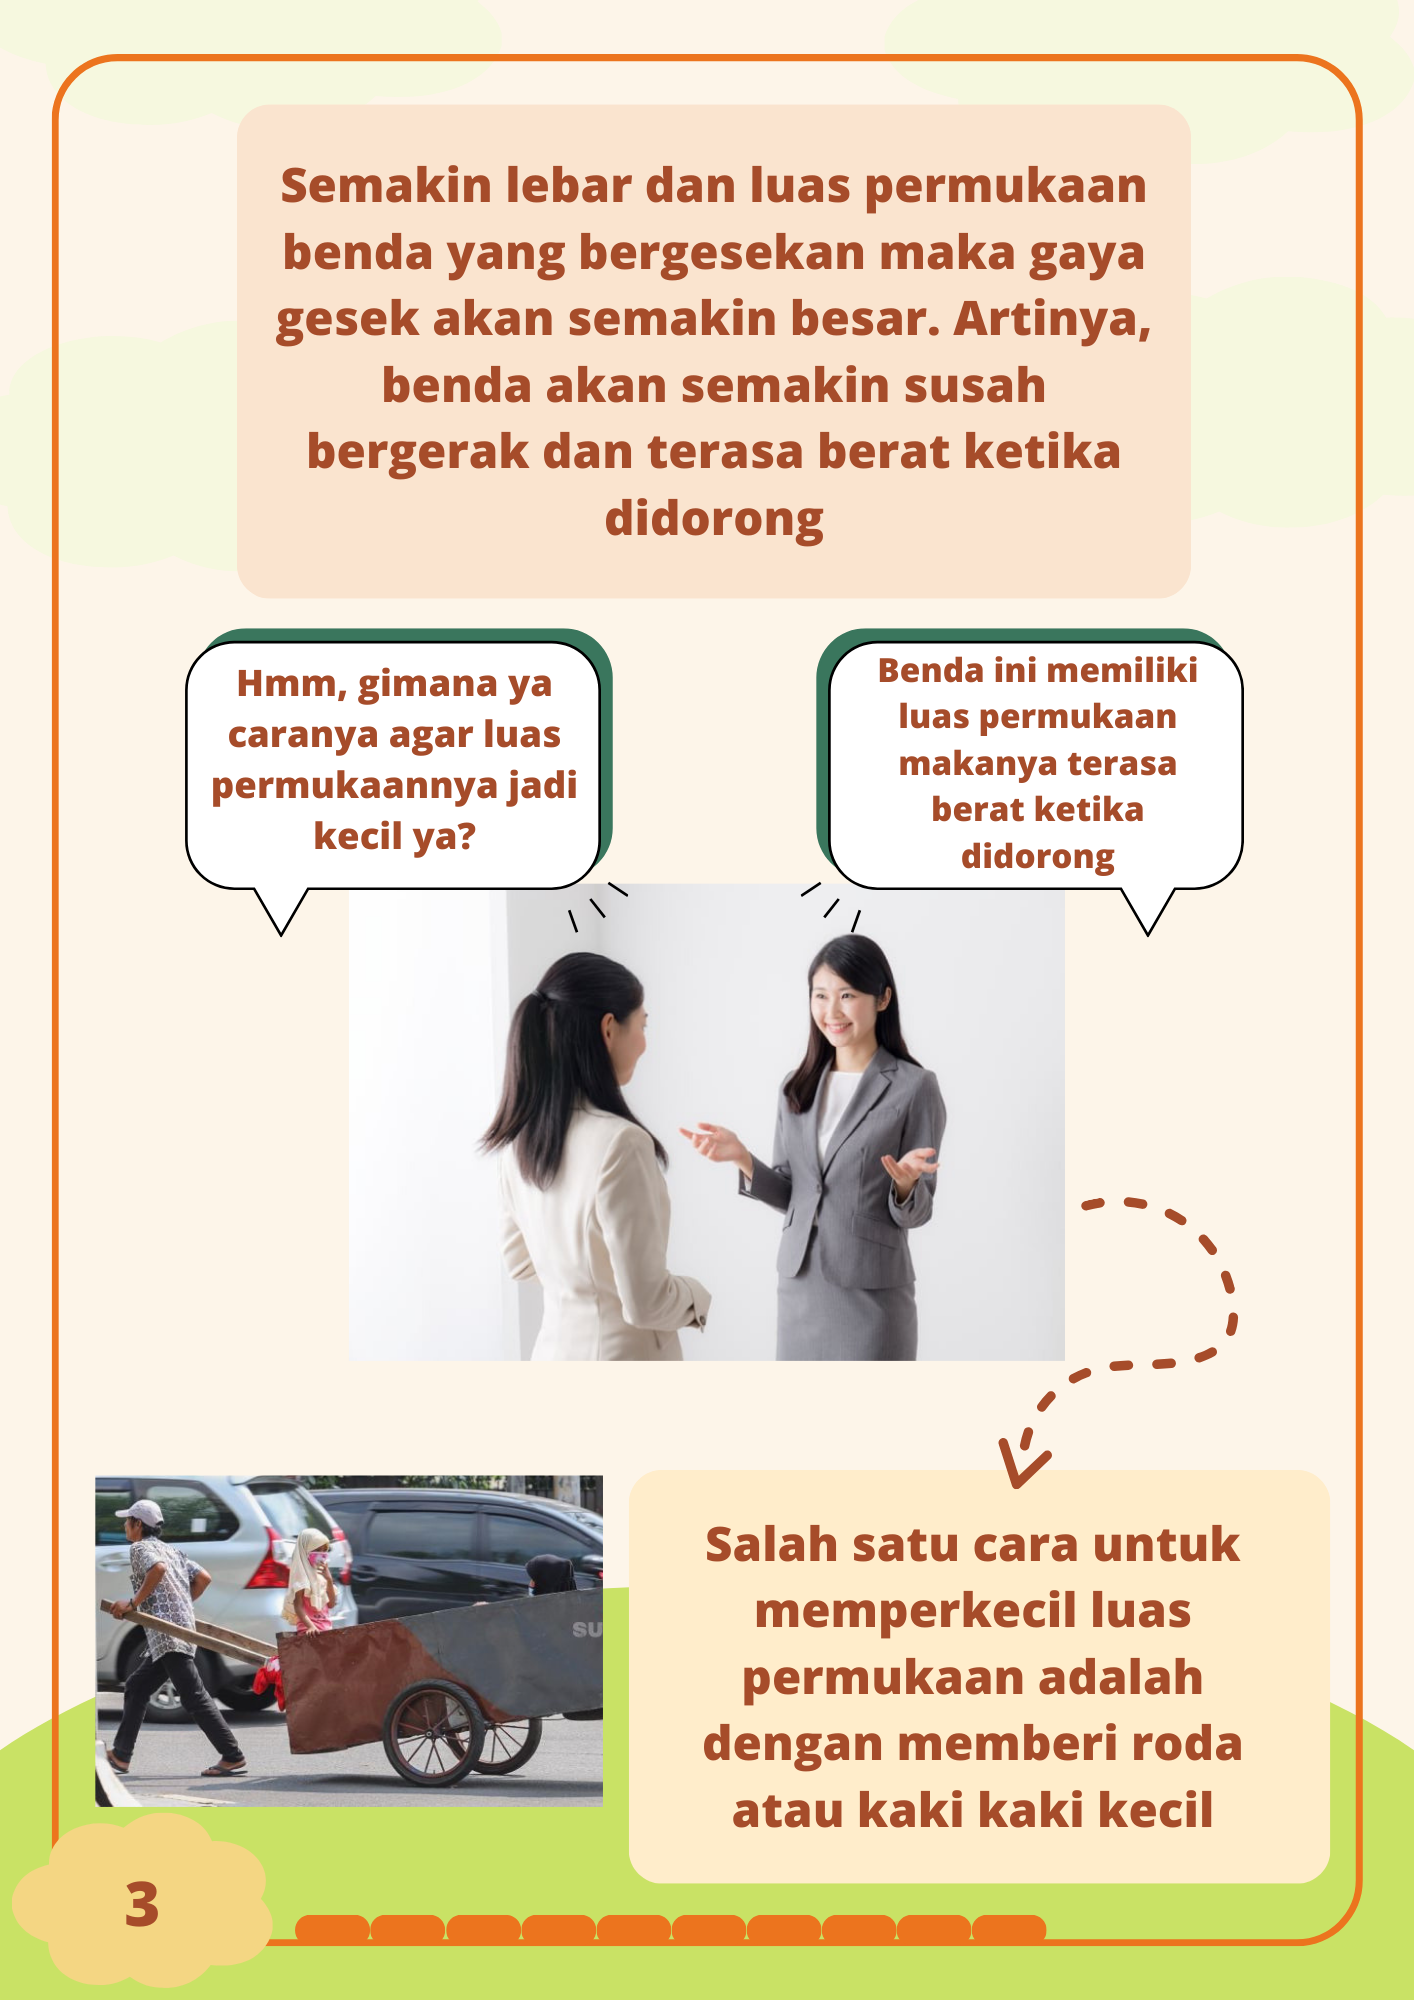 Semakin lebar dan luas permukaan
benda yang bergesekan maka gaya
gesek akan semakin besar. Artinya,
benda akan semakin susah
bergerak dan terasa berat ketika
didorong
Hmm, gimana ya
caranya agar luas
permukaannya jadi
kecil ya?
Benda ini memiliki
luas permukaan
makanya terasa
berat ketika
didorong
SU
Salah satu cara untuk
memperkecil luas
permukaan adalah
dengan memberi roda
atau kaki kaki kecil
3